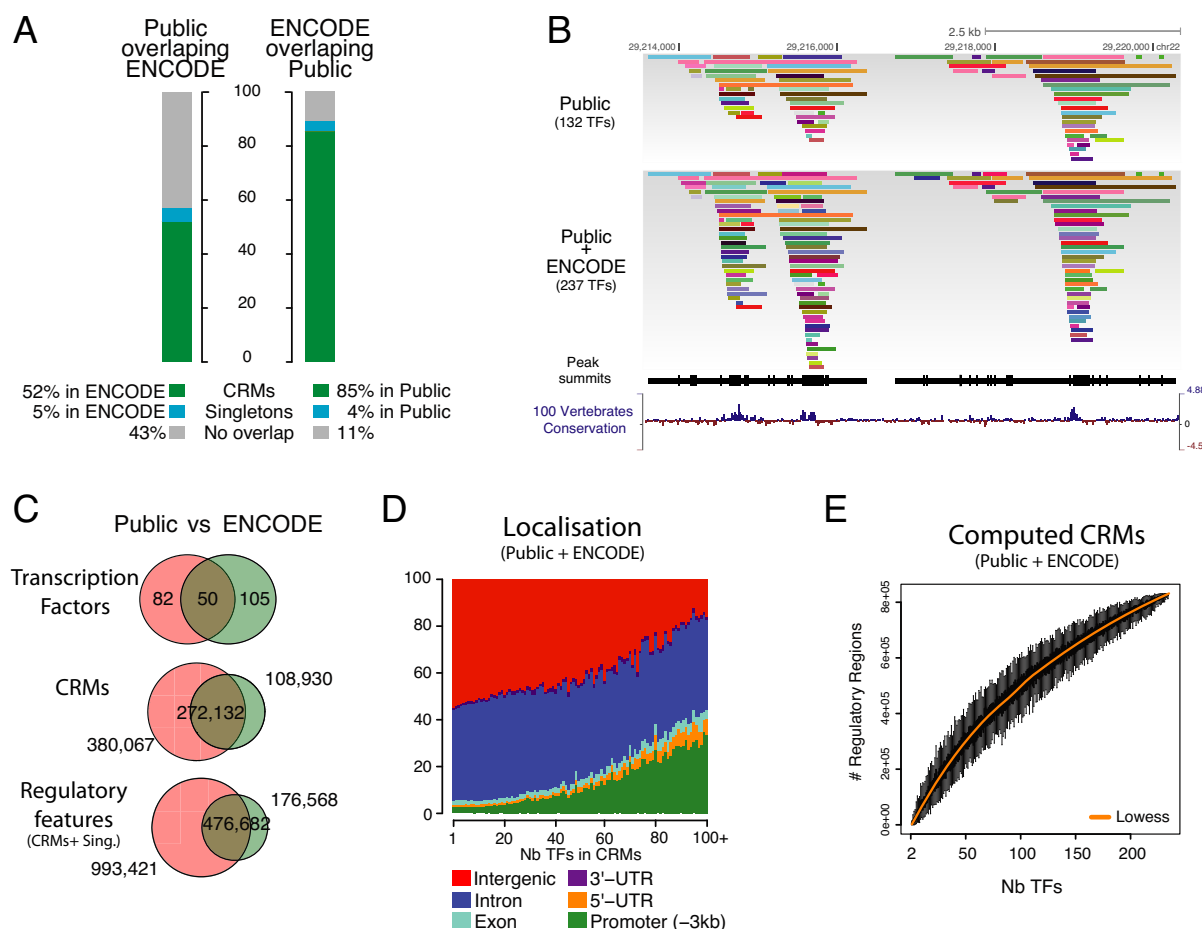 A
Public
overlaping
ENCODE
ENCODE
overlaping
Public
100
80
60
40
20
0
52% in ENCODE
CRMs
85% in Public
5% in ENCODE
Singletons
4% in Public
43%
No overlap
11%
B
2.5 kb
29,214,000
29,216,000
29,218,000
29,220,000
chr22
Public
(132 TFs)
Public
+
ENCODE
(237 TFs)
Peak
summits
100 Vertebrates
Conservation
4.88
0
-4.5
C
Public vs ENCODE
Transcription
Factors
82
50
105
CRMs
108,930
272,132
380,067
Regulatory
features
(CRMs+ Sing.)
176,568
476,682
993,421
D
Localisation
(Public + ENCODE)
100
80
60
40
20
0
1
20
40
60
80
100+
Nb TFs in CRMs
Intergenic
3'−UTR
Intron
5'−UTR
Exon
Promoter (−3kb)
E
Computed CRMs
(Public + ENCODE)
# Regulatory Regions
8e+05
6e+05
4e+05
2e+05
0e+00
Lowess
2
50
100
150
200
Nb TFs